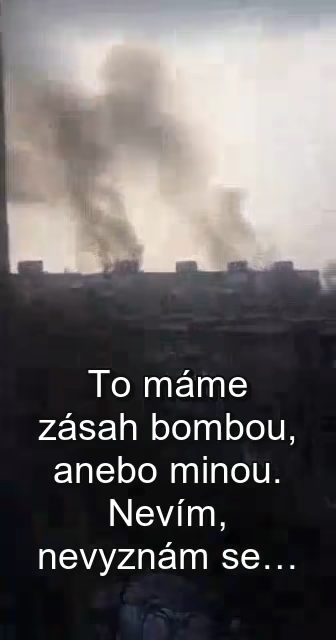 To máme
zásah bombou,
anebo minou.
Nevím,
nevyznám se…